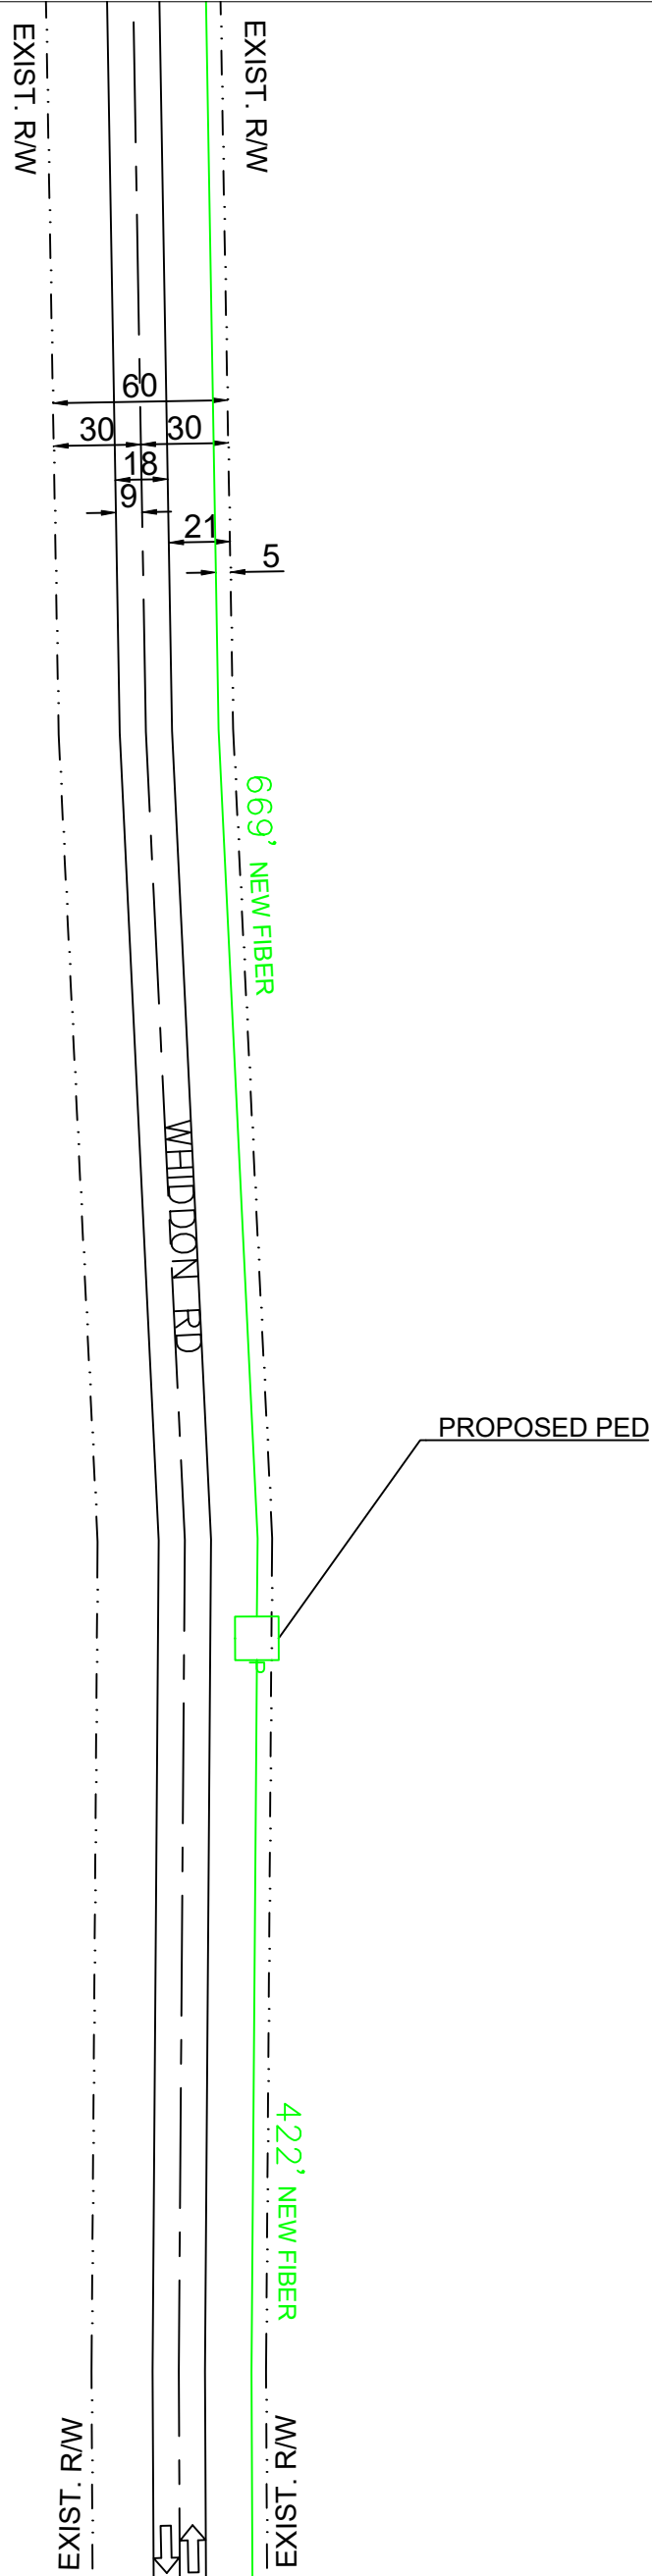 EXIST. R/W
EXIST. R/W
60
30
30
18
9
21
5
669' NEW FIBER
WHIDDON RD
PROPOSED PED
P
422' NEW FIBER
EXIST. R/W
EXIST. R/W